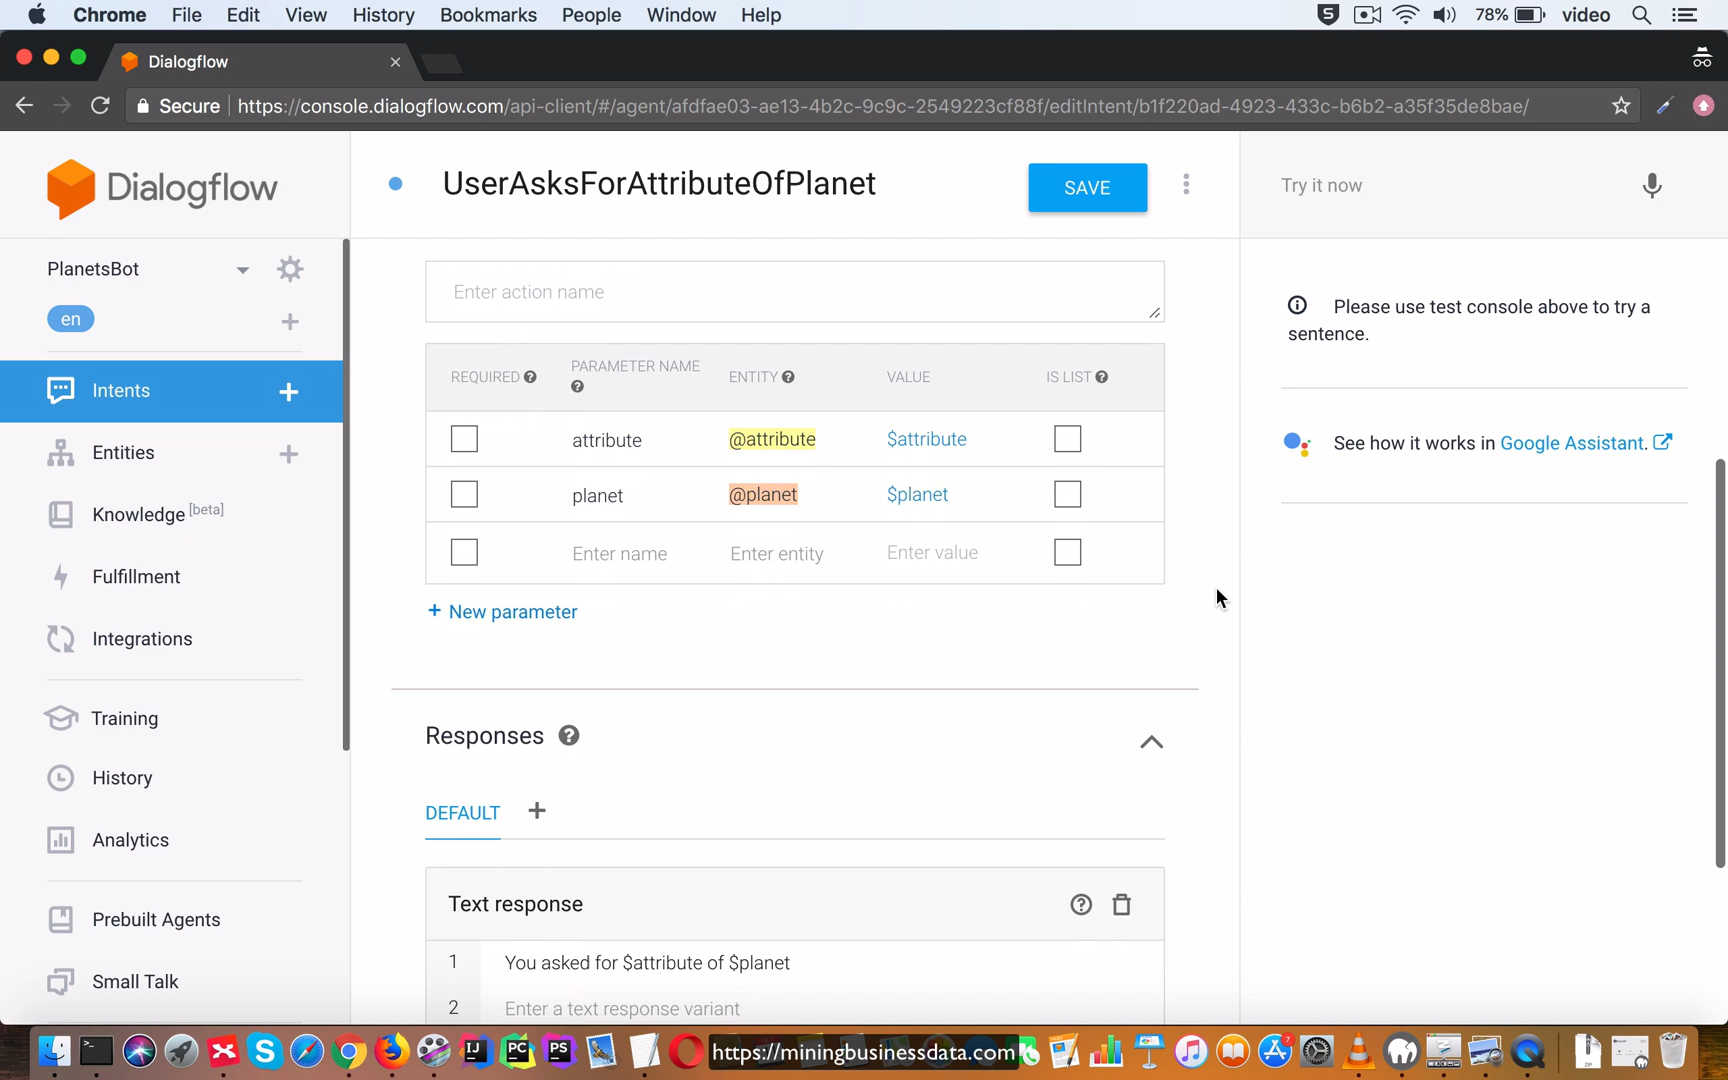 Chrome File Edit View History Bookmarks People Window Help 78% video
Dialogflow
Secure https://console.dialogflow.com/api-client/#/agent/afdfae03-ae13-4b2c-9c9c-2549223cf88f/editIntent/b1f220ad-4923-433c-b6b2-a35f35de8bae/
Dialogflow
UserAsksForAttributeOfPlanet
SAVE
Try it now
PlanetsBot
en
Intents
Entities
Knowledge [beta]
Fulfillment
Integrations
Training
History
Analytics
Prebuilt Agents
Small Talk
Enter action name
REQUIRED PARAMETER NAME ENTITY VALUE IS LIST
attribute @attribute $attribute
planet @planet $planet
Enter name Enter entity Enter value
+ New parameter
Responses
DEFAULT
Text response
1 You asked for $attribute of $planet
2 Enter a text response variant
Please use test console above to try a
sentence.
See how it works in Google Assistant.
https://miningbusinessdata.com